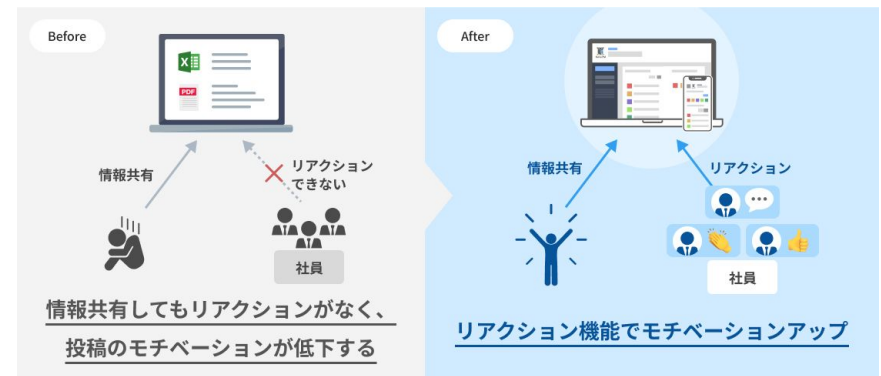 Before
PDF
情報共有
リアクション
できない
社員
情報共有してもリアクションがなく、
投稿のモチベーションが低下する
After
情報共有
リアクション
社員
リアクション機能でモチベーションアップ